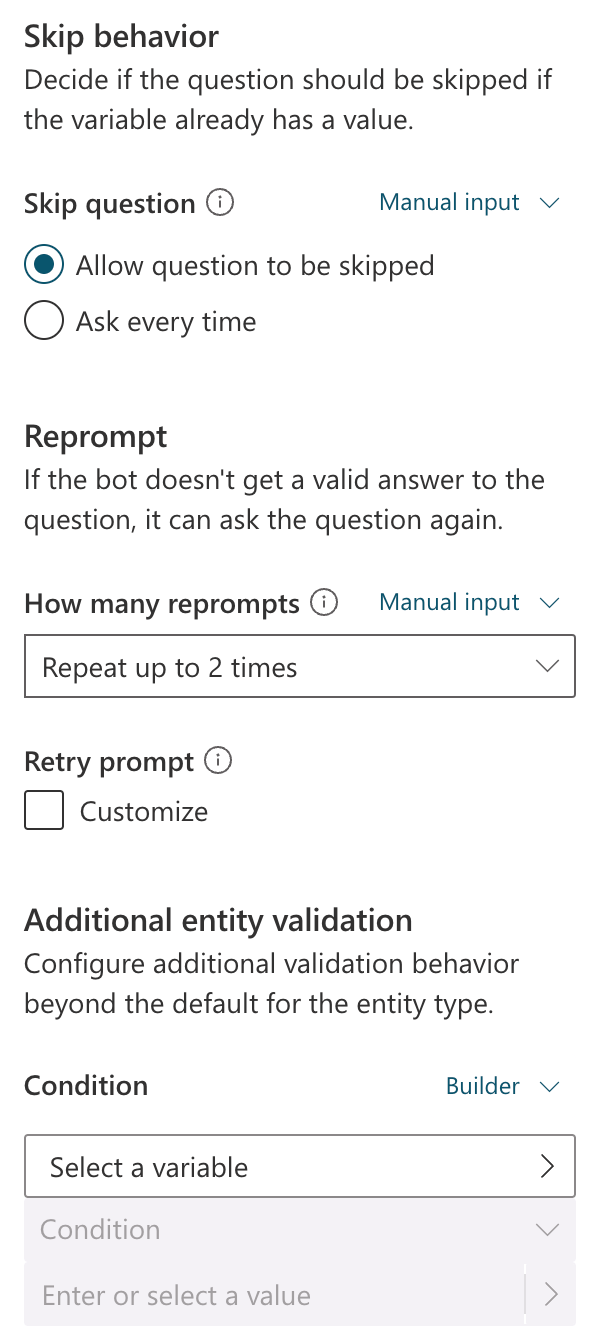 Skip behavior
Decide if the question should be skipped if
the variable already has a value.
Skip question Manual input
Allow question to be skipped
Ask every time
Reprompt
If the bot doesn't get a valid answer to the
question, it can ask the question again.
How many reprompts Manual input
Repeat up to 2 times
Retry prompt
Customize
Additional entity validation
Configure additional validation behavior
beyond the default for the entity type.
Condition Builder
Select a variable
Condition
Enter or select a value